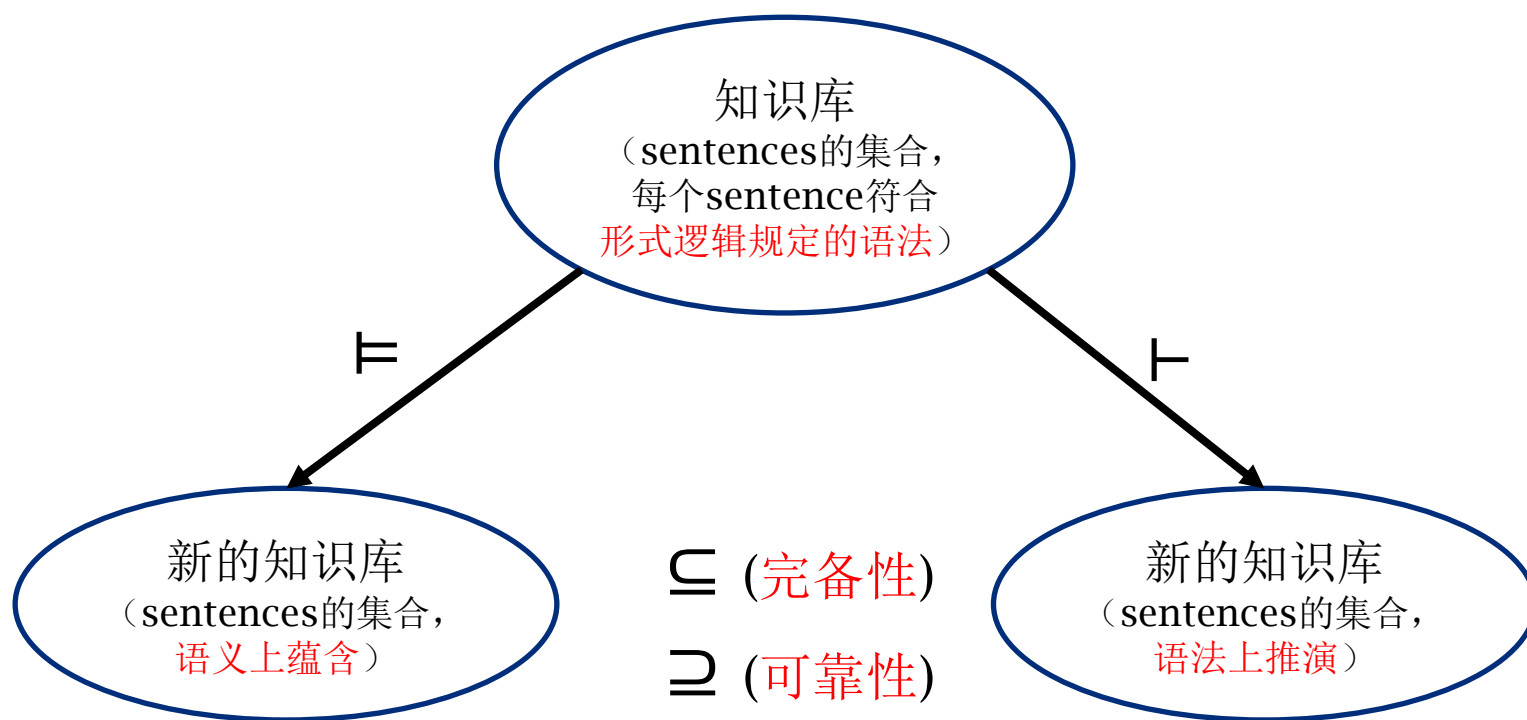 知识库
（sentences的集合，
每个sentence符合
形式逻辑规定的语法）
⊨
⊢
新的知识库
（sentences的集合，
语义上蕴含）
⊆ (完备性)
⊇ (可靠性)
新的知识库
（sentences的集合，
语法上推演）